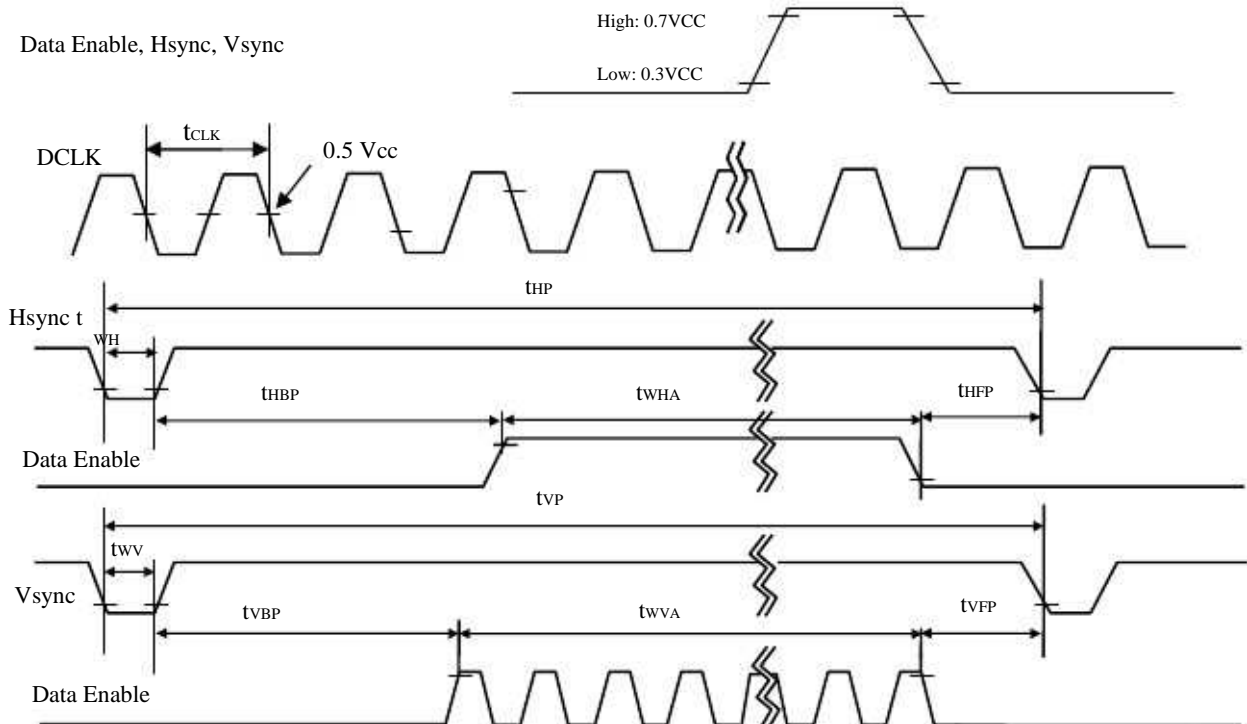 High: 0.7VCC
Data Enable, Hsync, Vsync
Low: 0.3VCC
tCLK
0.5 Vcc
DCLK
tHP
Hsync t
WH
tHBP
tWHA
tHFP
Data Enable
tVP
tWV
Vsync
tVBP
tWVA
tVFP
Data Enable